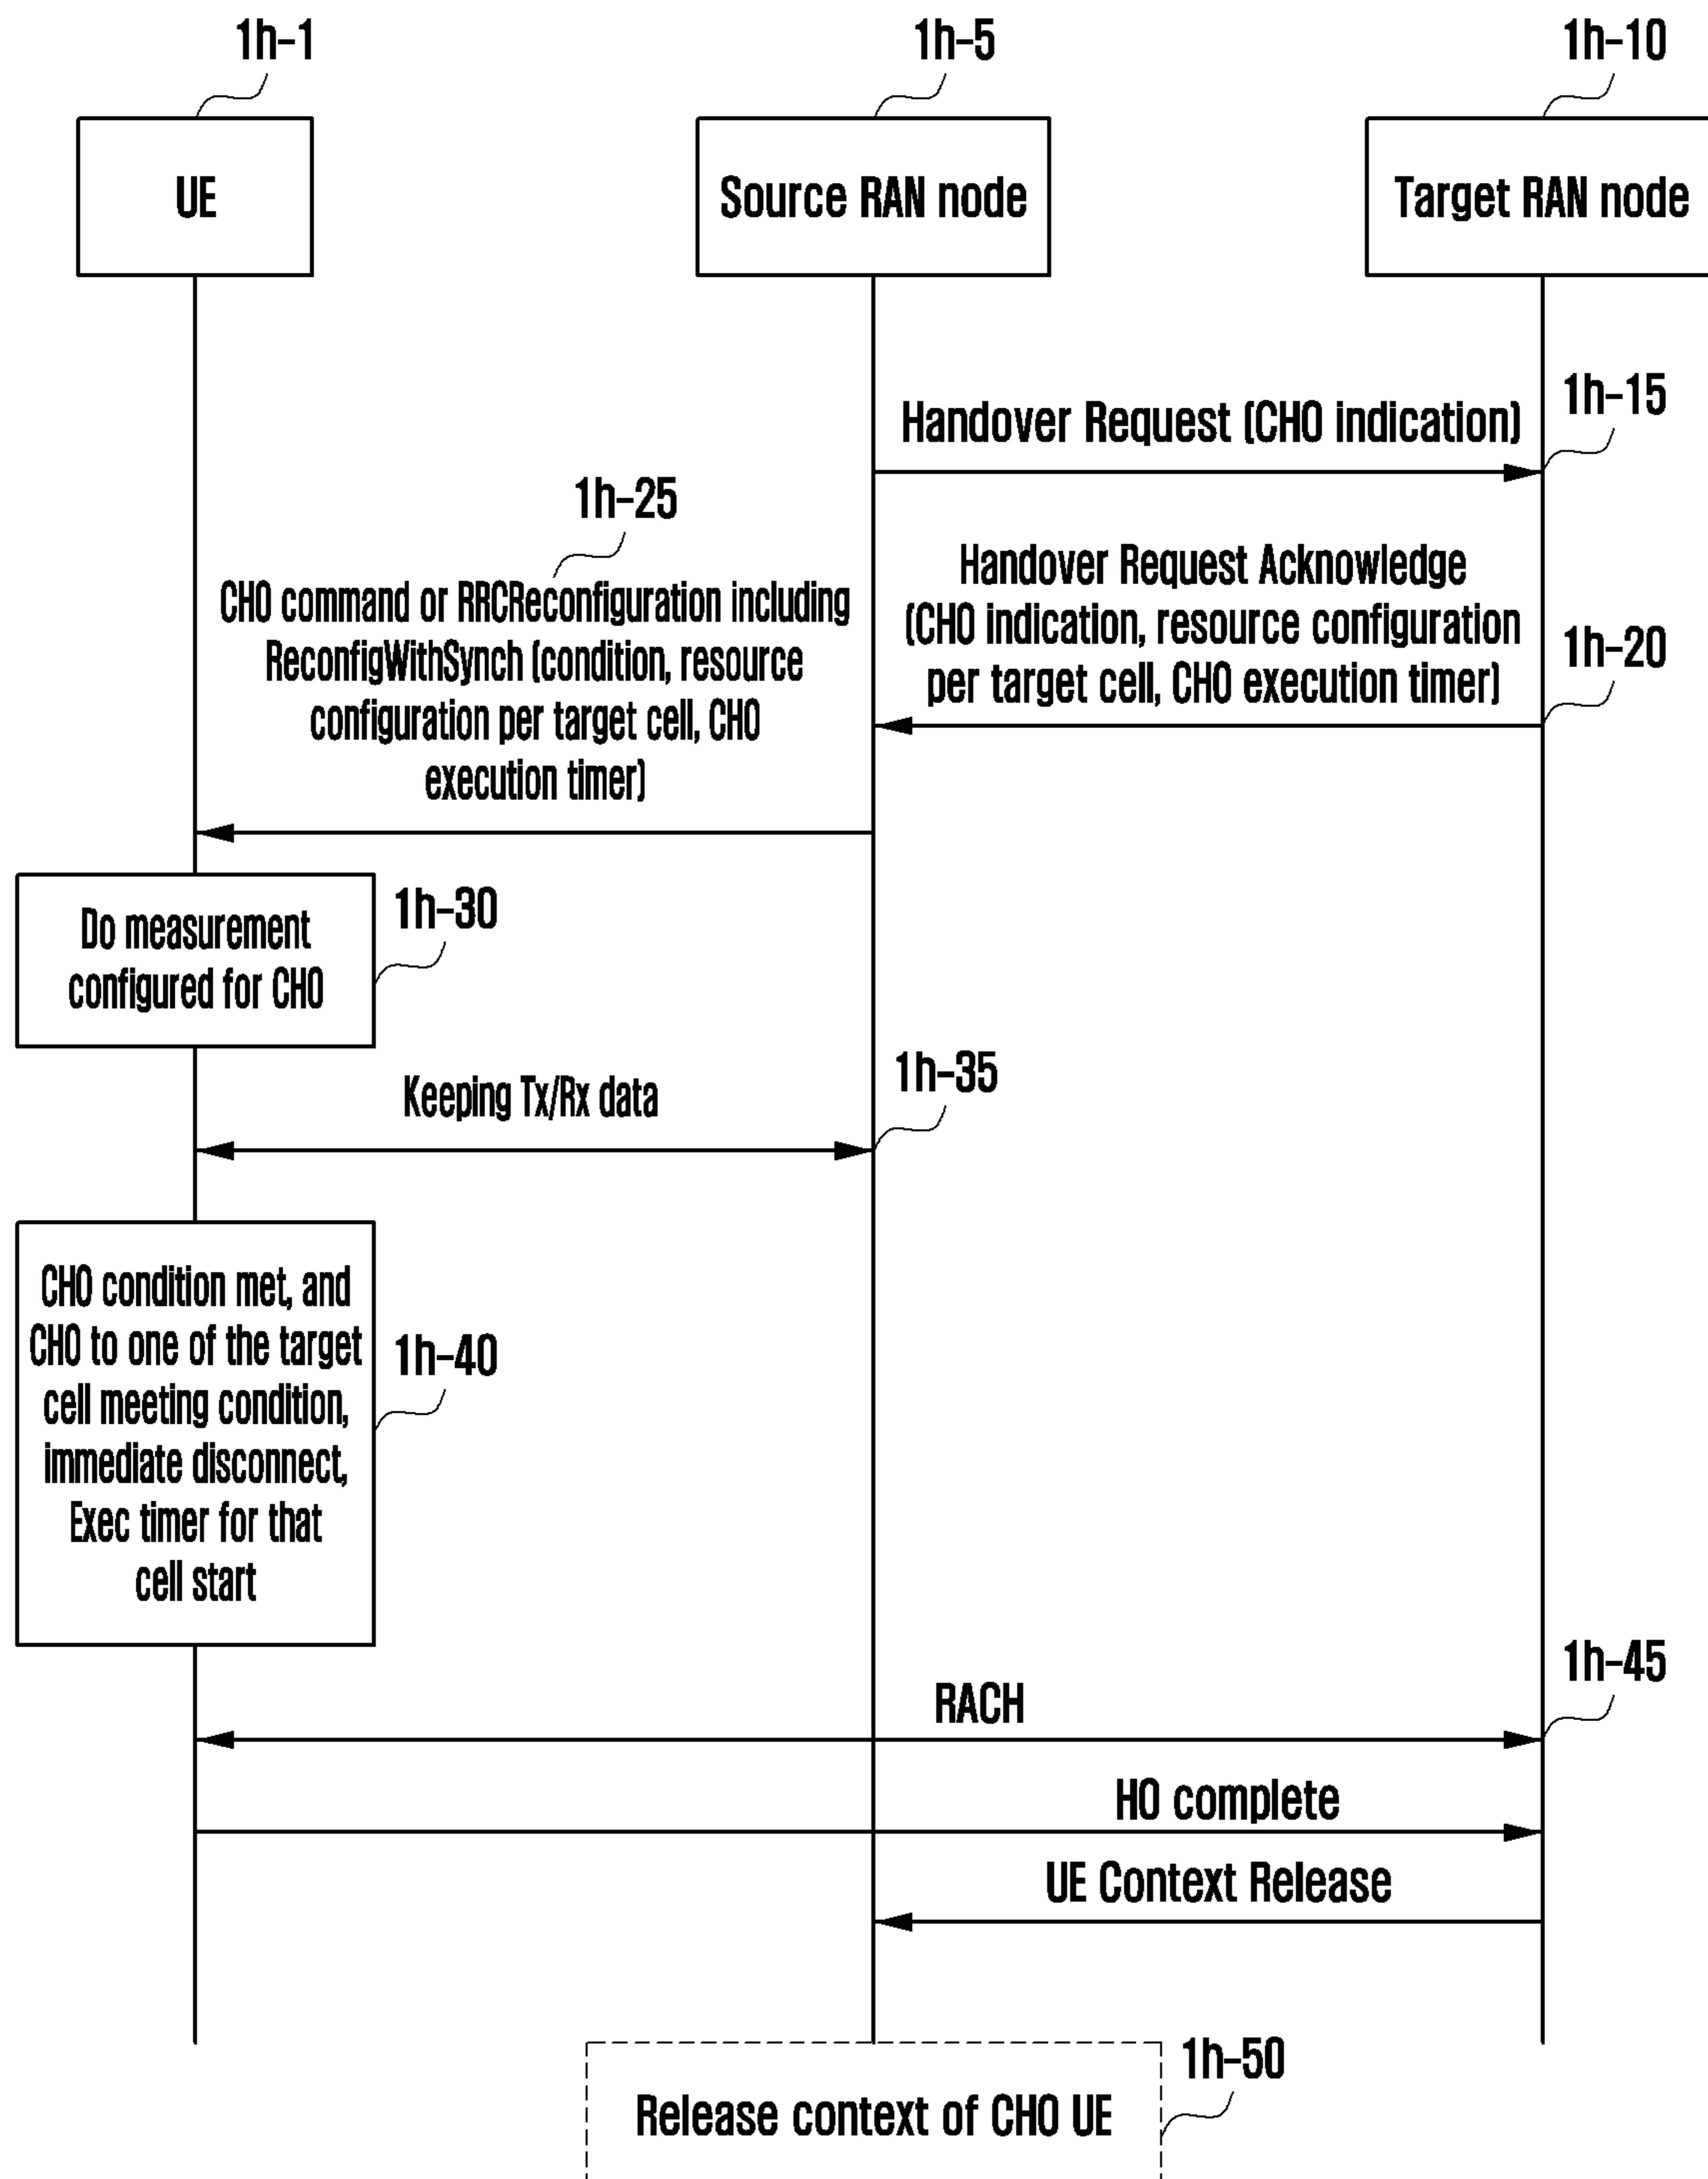 1h-1
1h-5
1h-10
UE
Source RAN node
Target RAN node
1h-15
Handover Request (CHO indication)
1h-25
CHO command or RRCReconfiguration including
ReconfigWithSynch (condition, resource
configuration per target cell, CHO
execution timer)
Handover Request Acknowledge
(CHO indication, resource configuration
per target cell, CHO execution timer)
1h-20
Do measurement
configured for CHO
1h-30
Keeping Tx/Rx data
1h-35
CHO condition met, and
CHO to one of the target
cell meeting condition,
immediate disconnect,
Exec timer for that
cell start
1h-40
1h-45
RACH
HO complete
UE Context Release
1h-50
Release context of CHO UE